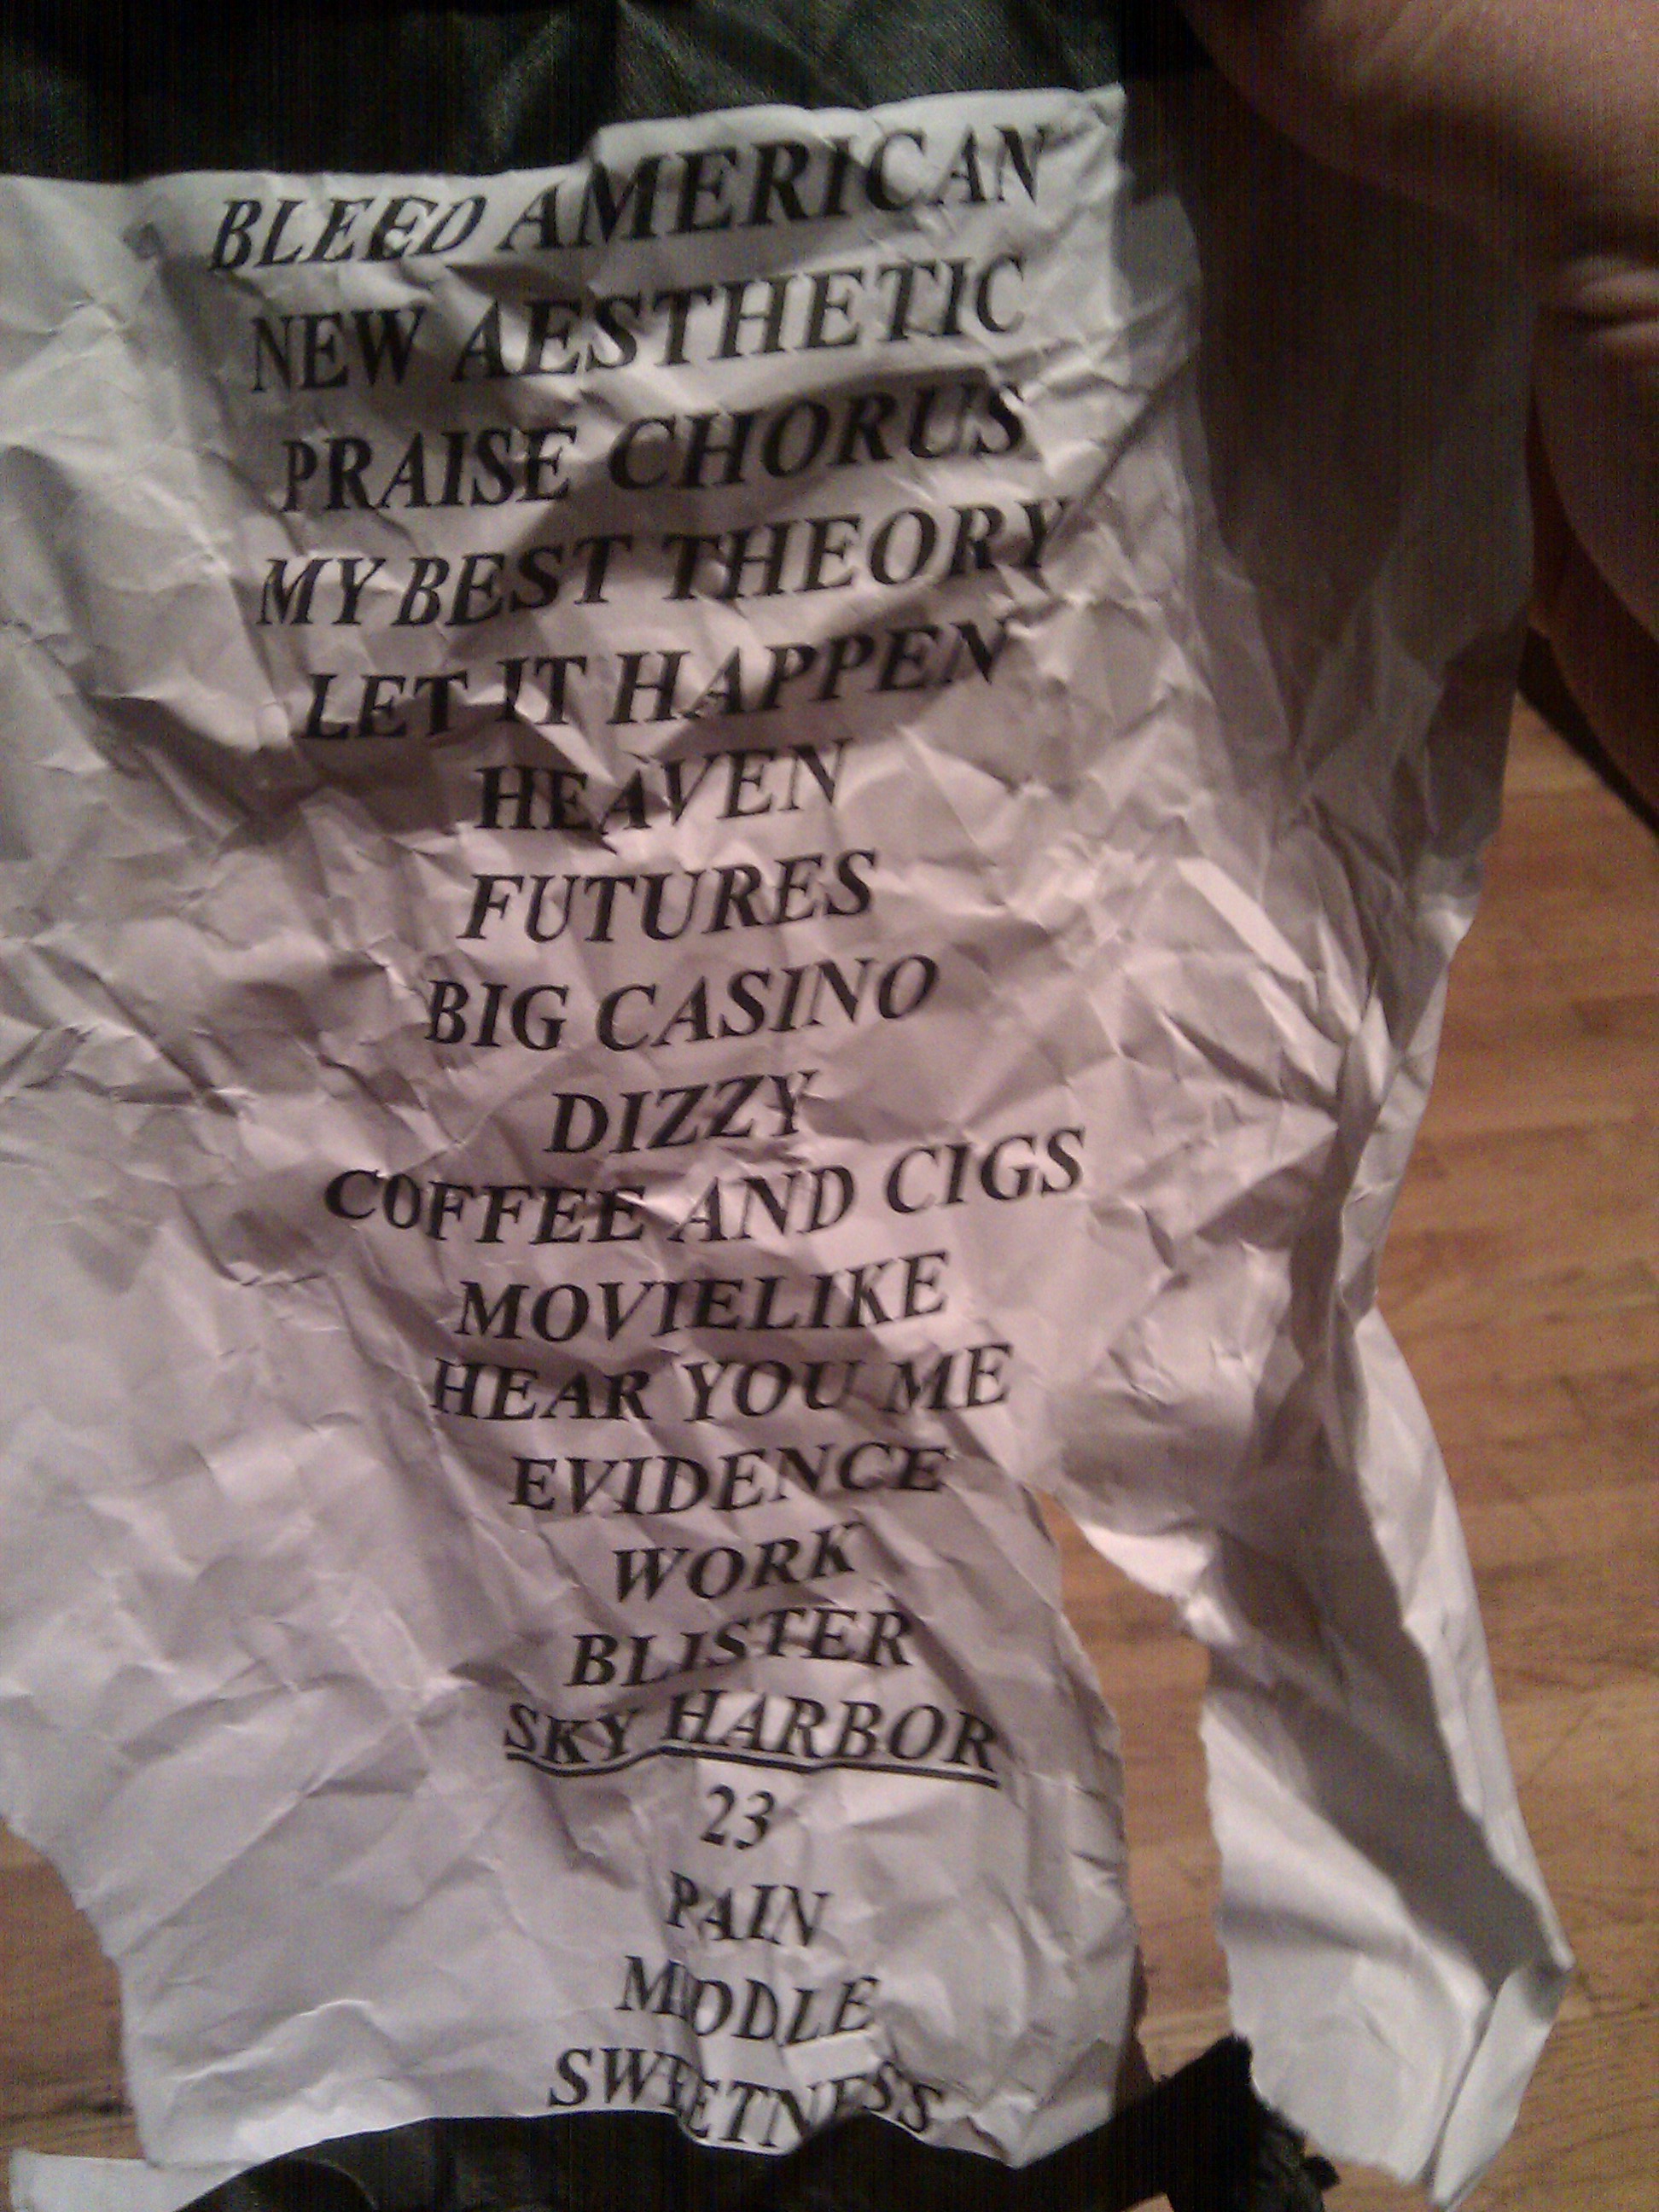 BLEED AMERICAN
NEW AESTHETIC
PRAISE CHORUS
MY BEST THEORY
LET IT HAPPEN
HEAVEN
FUTURES
BIG CASINO
DIZZY
COFFEE AND CIGS
MOVIELIKE
HEAR YOU ME
EVIDENCE
WORK
BLISTER
SKY HARBOR
23
PAIN
MIDDLE
SWEETNESS